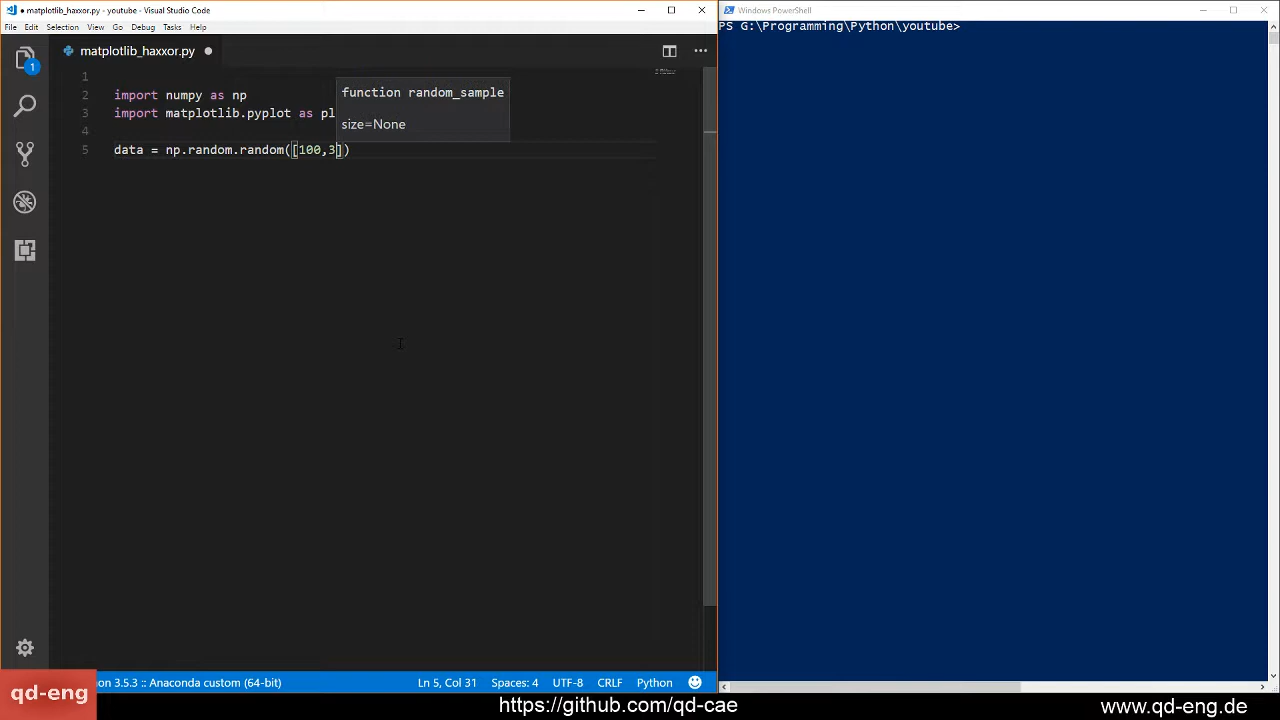 ● matplotlib_haxxor.py - youtube - Visual Studio Code
File Edit Selection View Go Debug Tasks Help
matplotlib_haxxor.py ●
1
2 import numpy as np
3 import matplotlib.pyplot as pl
4
5 data = np.random.random([100,3])
function random_sample
size=None
1
on 3.5.3 :: Anaconda custom (64-bit)
Ln 5, Col 31 Spaces: 4 UTF-8 CRLF Python
Windows PowerShell
PS G:\Programming\Python\youtube>
qd-eng
https://github.com/qd-cae
www.qd-eng.de